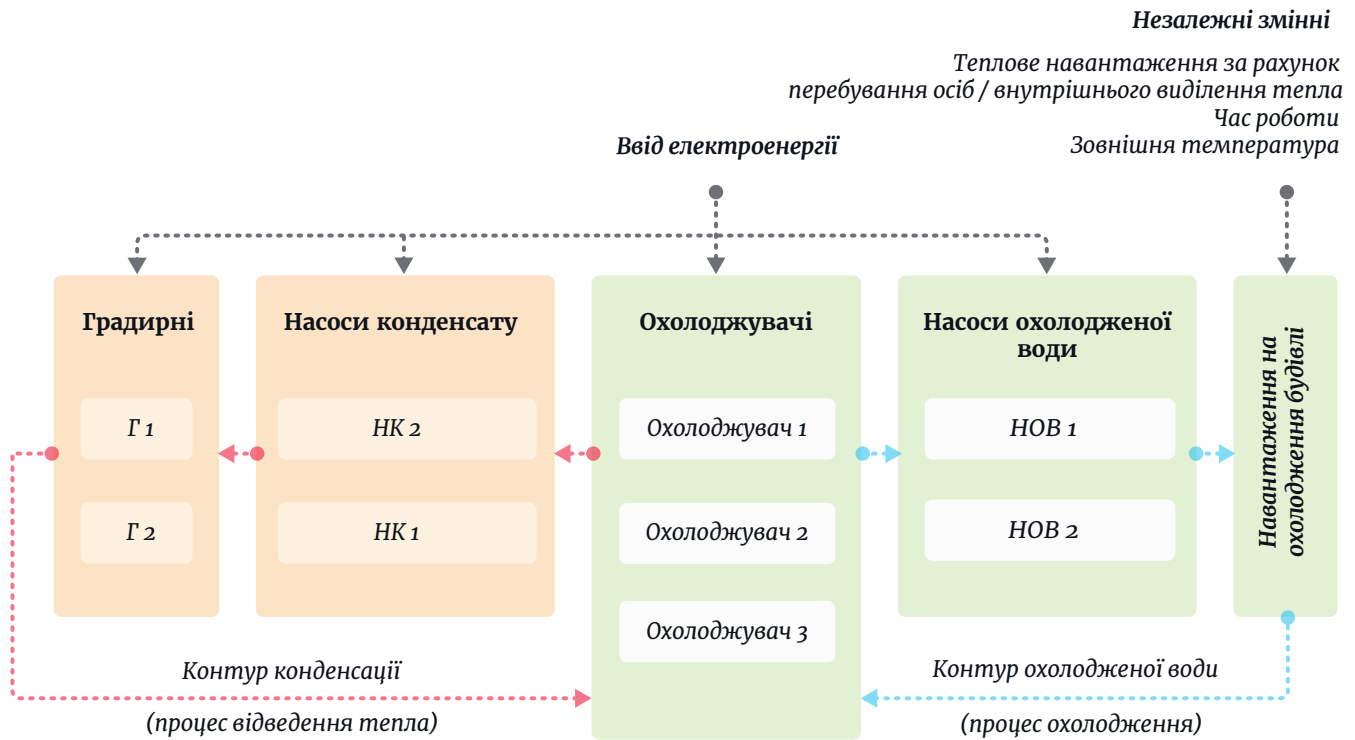 Незалежні змінні
Теплове навантаження за рахунок
перебування осіб / внутрішнього виділення тепла
Час роботи
Зовнішня температура
Ввід електроенергії
Градирні
Г 1
Г 2
Насоси конденсату
НК 2
НК 1
Охолоджувачі
Охолоджувач 1
Охолоджувач 2
Охолоджувач 3
Насоси охолодженої
води
НОВ 1
НОВ 2
Навантаження на
охолодження будівлі
Контур конденсації
(процес відведення тепла)
Контур охолодженої води
(процес охолодження)